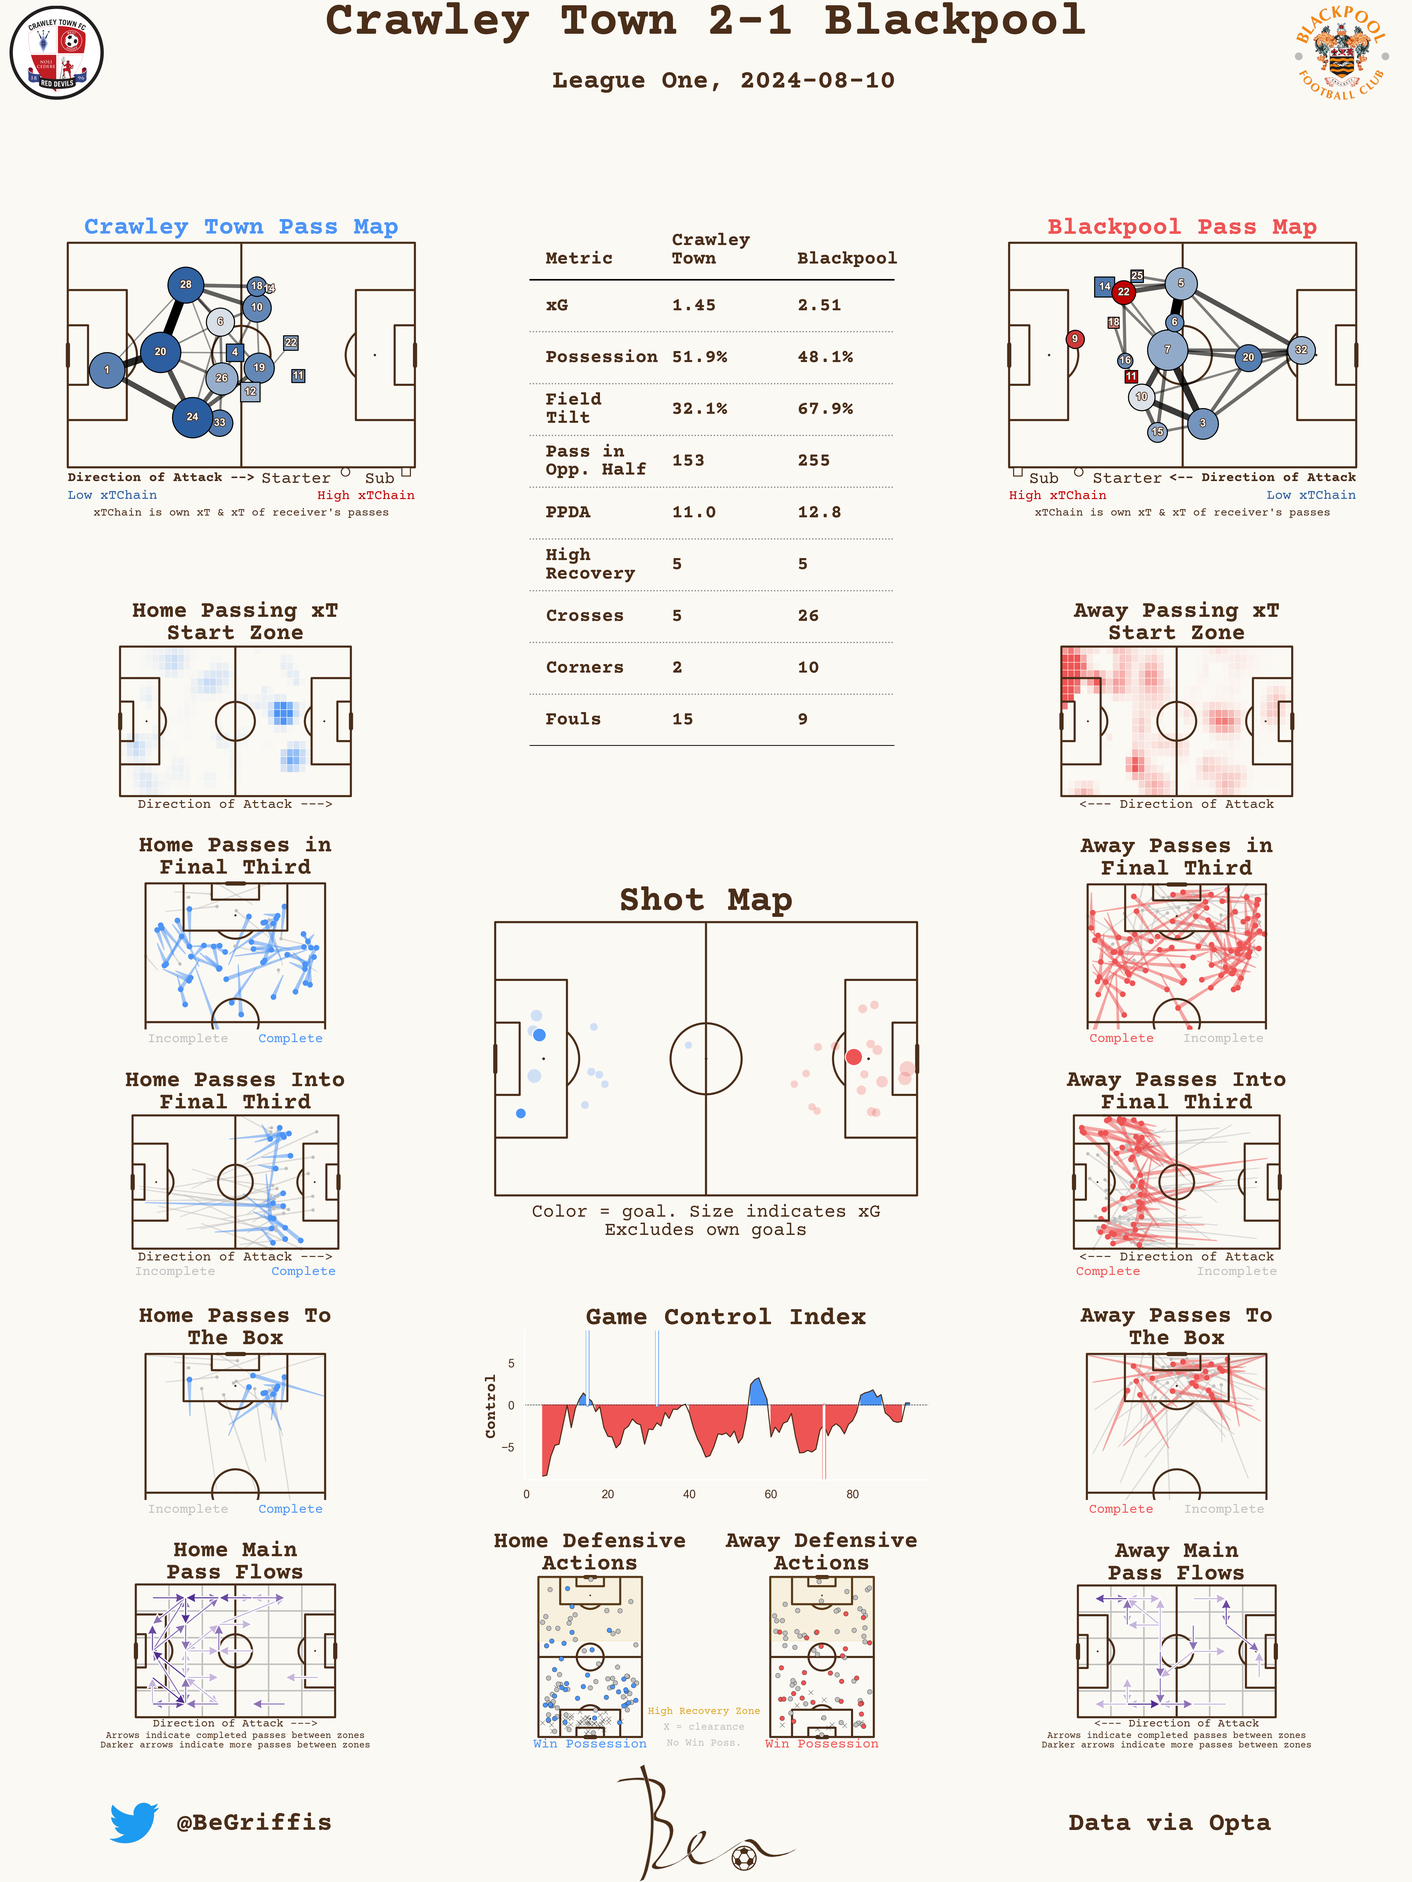 Crawley Town 2-1 Blackpool
League One, 2024-08-10
CRAWLEY TOWN FC
NOLI CEDERE
18 96
RED DEVILS
BLACKPOOL
FOOTBALL CLUB
Crawley Town Pass Map
28
18
14
10
6
22
20
4
1
19
26
11
12
24
33
Direction of Attack --> Starter Sub
Low xTChain High xTChain
xTChain is own xT & xT of receiver's passes
Metric Crawley Town Blackpool
xG 1.45 2.51
Possession 51.9% 48.1%
Field Tilt 32.1% 67.9%
Pass in Opp. Half 153 255
PPDA 11.0 12.8
High Recovery 5 5
Crosses 5 26
Corners 2 10
Fouls 15 9
Blackpool Pass Map
25
14
22
5
18
6
9
7
32
16
20
11
10
3
15
Sub Starter <-- Direction of Attack
High xTChain Low xTChain
xTChain is own xT & xT of receiver's passes
Home Passing xT
Start Zone
Direction of Attack --->
Away Passing xT
Start Zone
<--- Direction of Attack
Home Passes in
Final Third
Incomplete Complete
Away Passes in
Final Third
Complete Incomplete
Shot Map
Color = goal. Size indicates xG
Excludes own goals
Home Passes Into
Final Third
Direction of Attack --->
Incomplete Complete
Away Passes Into
Final Third
<--- Direction of Attack
Complete Incomplete
Home Passes To
The Box
Incomplete Complete
Game Control Index
Control
5
0
−5
0 20 40 60 80
Away Passes To
The Box
Complete Incomplete
Home Main
Pass Flows
Direction of Attack --->
Arrows indicate completed passes between zones
Darker arrows indicate more passes between zones
Home Defensive
Actions
Win Possession
Away Defensive
Actions
Win Possession
High Recovery Zone
X = clearance
No Win Poss.
Away Main
Pass Flows
<--- Direction of Attack
Arrows indicate completed passes between zones
Darker arrows indicate more passes between zones
@BeGriffis
Ben
Data via Opta